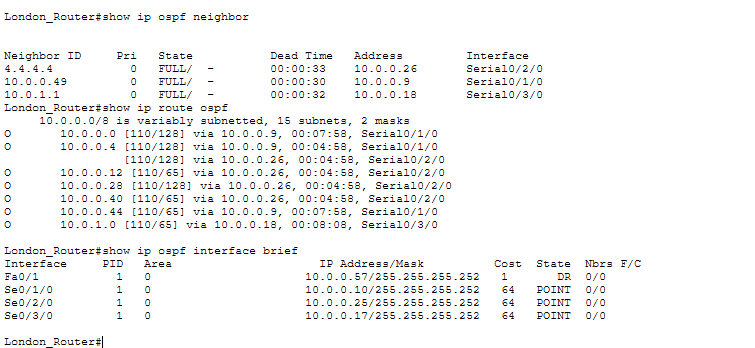 London_Router#show ip ospf neighbor
Neighbor ID     Pri   State           Dead Time   Address         Interface
4.4.4.4           0   FULL/  -        00:00:33    10.0.0.26       Serial0/2/0
10.0.0.49         0   FULL/  -        00:00:30    10.0.0.9        Serial0/1/0
10.0.1.1          0   FULL/  -        00:00:32    10.0.0.18       Serial0/3/0
London_Router#show ip route ospf
     10.0.0.0/8 is variably subnetted, 15 subnets, 2 masks
O       10.0.0.0 [110/128] via 10.0.0.9, 00:07:58, Serial0/1/0
O       10.0.0.4 [110/128] via 10.0.0.9, 00:04:58, Serial0/1/0
                 [110/128] via 10.0.0.26, 00:04:58, Serial0/2/0
O       10.0.0.12 [110/65] via 10.0.0.26, 00:04:58, Serial0/2/0
O       10.0.0.28 [110/128] via 10.0.0.26, 00:04:58, Serial0/2/0
O       10.0.0.40 [110/65] via 10.0.0.26, 00:04:58, Serial0/2/0
O       10.0.0.44 [110/65] via 10.0.0.9, 00:07:58, Serial0/1/0
O       10.0.1.0 [110/65] via 10.0.0.18, 00:08:08, Serial0/3/0
London_Router#show ip ospf interface brief
Interface    PID   Area                      IP Address/Mask          Cost  State  Nbrs F/C
Fa0/1         1    0                       10.0.0.57/255.255.255.252   1       DR  0/0
Se0/1/0       1    0                       10.0.0.10/255.255.255.252   64   POINT  0/0
Se0/2/0       1    0                       10.0.0.25/255.255.255.252   64   POINT  0/0
Se0/3/0       1    0                       10.0.0.17/255.255.255.252   64   POINT  0/0
London_Router#